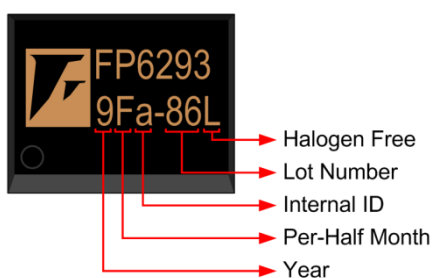 FP6293
9Fa-86L
Halogen Free
Lot Number
Internal ID
Per-Half Month
Year